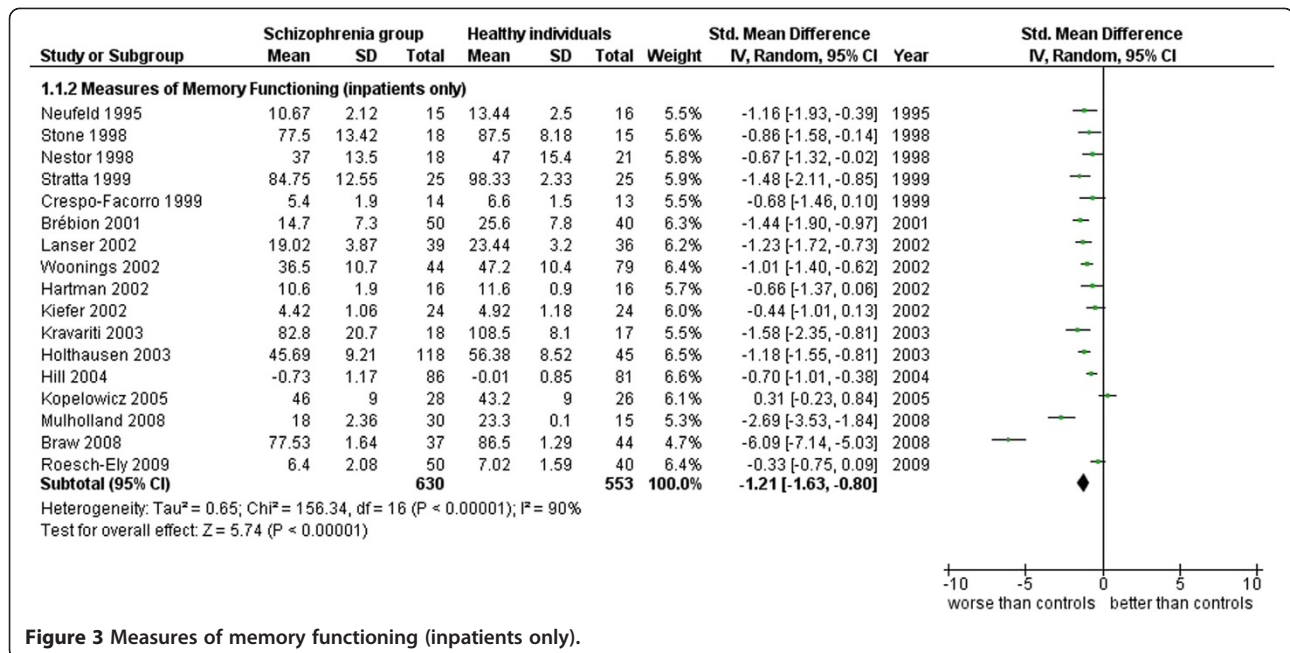 Schizophrenia group Healthy individuals Std. Mean Difference Std. Mean Difference
Study or Subgroup Mean SD Total Mean SD Total Weight IV, Random, 95% CI Year IV, Random, 95% CI
1.1.2 Measures of Memory Functioning (inpatients only)
Neufeld 1995 10.67 2.12 15 13.44 2.5 16 5.5% -1.16 [-1.93, -0.39] 1995
Stone 1998 77.5 13.42 18 87.5 8.18 15 5.6% -0.86 [-1.58, -0.14] 1998
Nestor 1998 37 13.5 18 47 15.4 21 5.8% -0.67 [-1.32, -0.02] 1998
Stratta 1999 84.75 12.55 25 98.33 2.33 25 5.9% -1.48 [-2.11, -0.85] 1999
Crespo-Facorro 1999 5.4 1.9 14 6.6 1.5 13 5.5% -0.68 [-1.46, 0.10] 1999
Brébion 2001 14.7 7.3 50 25.6 7.8 40 6.3% -1.44 [-1.90, -0.97] 2001
Lanser 2002 19.02 3.87 39 23.44 3.2 36 6.2% -1.23 [-1.72, -0.73] 2002
Woonings 2002 36.5 10.7 44 47.2 10.4 79 6.4% -1.01 [-1.40, -0.62] 2002
Hartman 2002 10.6 1.9 16 11.6 0.9 16 5.7% -0.66 [-1.37, 0.06] 2002
Kiefer 2002 4.42 1.06 24 4.92 1.18 24 6.0% -0.44 [-1.01, 0.13] 2002
Kravariti 2003 82.8 20.7 18 108.5 8.1 17 5.5% -1.58 [-2.35, -0.81] 2003
Holthausen 2003 45.69 9.21 118 56.38 8.52 45 6.5% -1.18 [-1.55, -0.81] 2003
Hill 2004 -0.73 1.17 86 -0.01 0.85 81 6.6% -0.70 [-1.01, -0.38] 2004
Kopelowicz 2005 46 9 28 43.2 9 26 6.1% 0.31 [-0.23, 0.84] 2005
Mulholland 2008 18 2.36 30 23.3 0.1 15 5.3% -2.69 [-3.53, -1.84] 2008
Braw 2008 77.53 1.64 37 86.5 1.29 44 4.7% -6.09 [-7.14, -5.03] 2008
Roesch-Ely 2009 6.4 2.08 50 7.02 1.59 40 6.4% -0.33 [-0.75, 0.09] 2009
Subtotal (95% CI) 630 553 100.0% -1.21 [-1.63, -0.80]
Heterogeneity: Tau² = 0.65; Chi² = 156.34, df = 16 (P < 0.00001); I² = 90%
Test for overall effect: Z = 5.74 (P < 0.00001)
-10 -5 0 5 10
worse than controls better than controls
Figure 3 Measures of memory functioning (inpatients only).